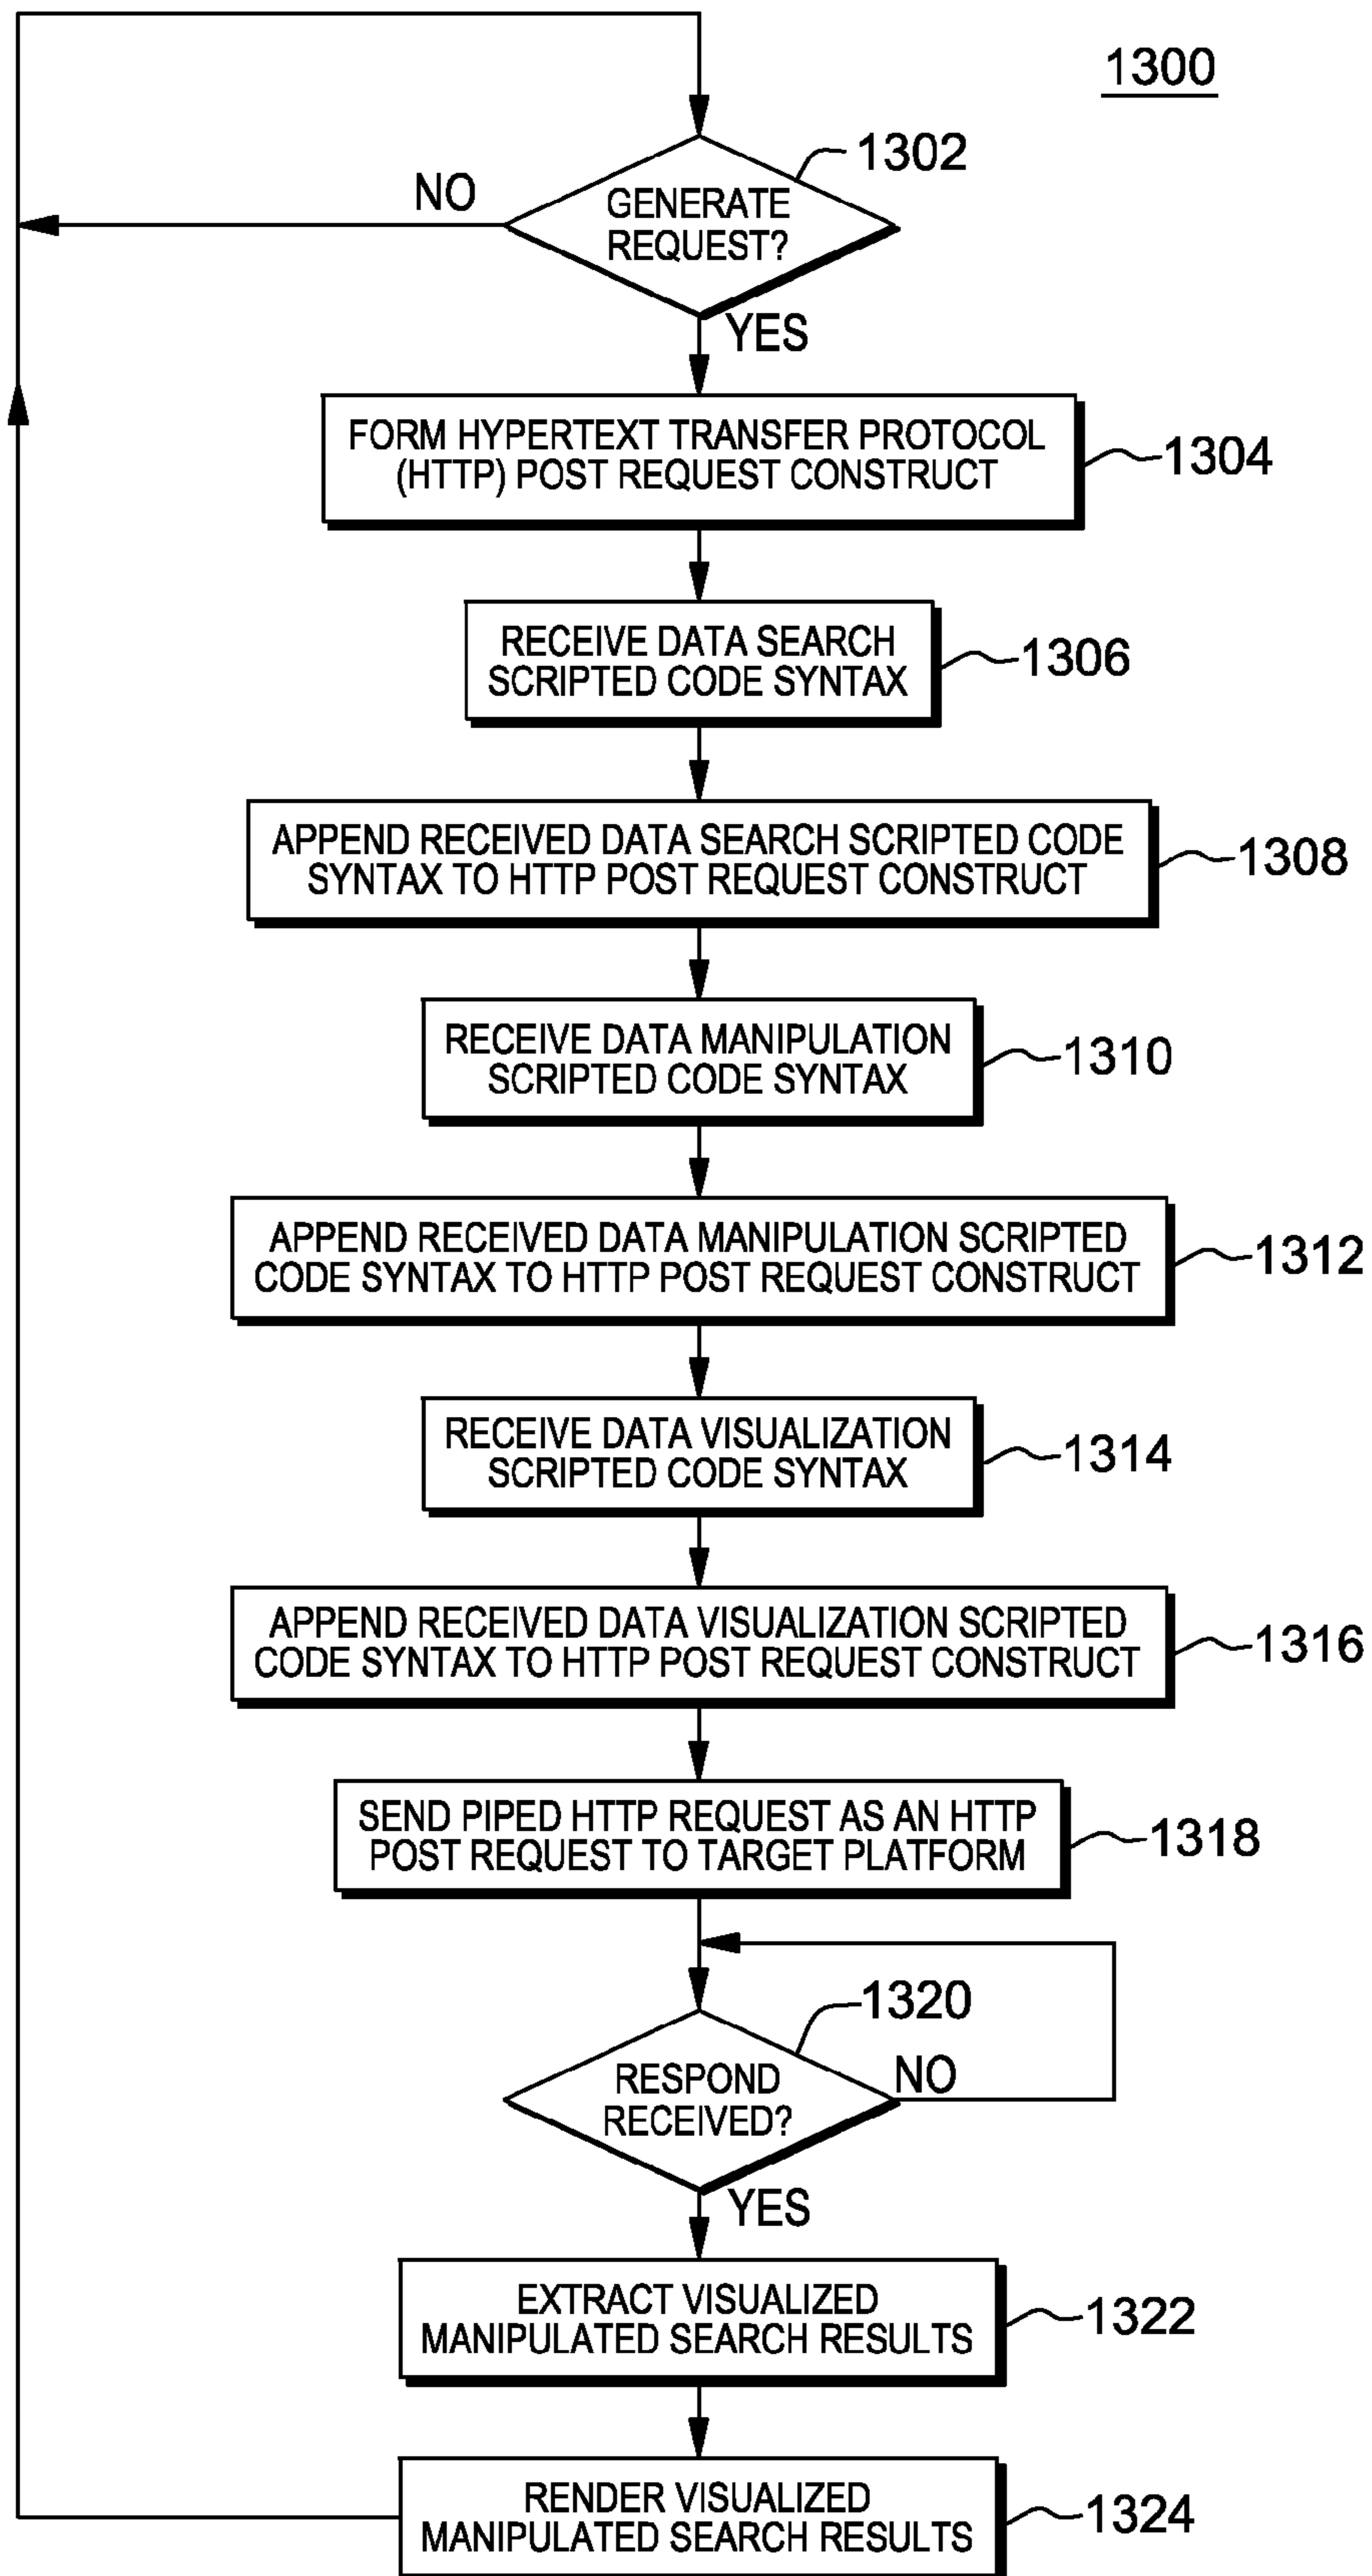 1300
1302
NO
GENERATE
REQUEST?
YES
FORM HYPERTEXT TRANSFER PROTOCOL
(HTTP) POST REQUEST CONSTRUCT
1304
RECEIVE DATA SEARCH
SCRIPTED CODE SYNTAX
1306
APPEND RECEIVED DATA SEARCH SCRIPTED CODE
SYNTAX TO HTTP POST REQUEST CONSTRUCT
1308
RECEIVE DATA MANIPULATION
SCRIPTED CODE SYNTAX
1310
APPEND RECEIVED DATA MANIPULATION SCRIPTED
CODE SYNTAX TO HTTP POST REQUEST CONSTRUCT
1312
RECEIVE DATA VISUALIZATION
SCRIPTED CODE SYNTAX
1314
APPEND RECEIVED DATA VISUALIZATION SCRIPTED
CODE SYNTAX TO HTTP POST REQUEST CONSTRUCT
1316
SEND PIPED HTTP REQUEST AS AN HTTP
POST REQUEST TO TARGET PLATFORM
1318
1320
RESPOND
RECEIVED?
NO
YES
EXTRACT VISUALIZED
MANIPULATED SEARCH RESULTS
1322
RENDER VISUALIZED
MANIPULATED SEARCH RESULTS
1324